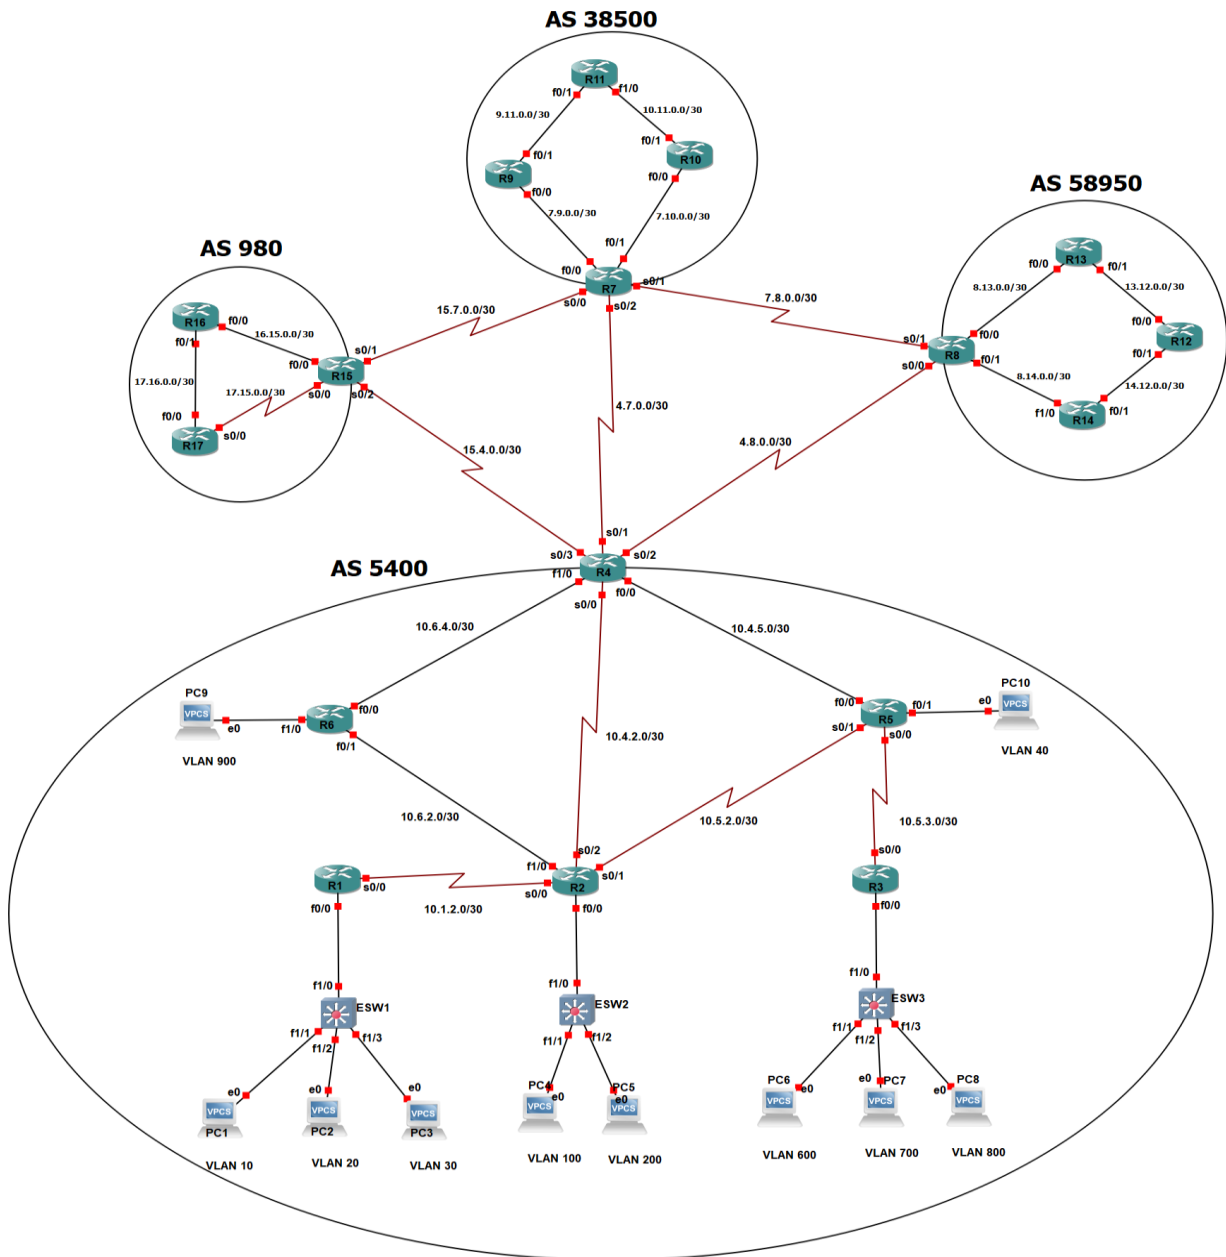 AS 38500
R11
f0/1
f1/0
9.11.0.0/30
10.11.0.0/30
f0/1
f0/1
R9
R10
f0/0
f0/0
7.9.0.0/30
7.10.0.0/30
f0/1
f0/0
R7
s0/1
s0/0
s0/2
AS 58950
R13
f0/0
f0/1
8.13.0.0/30
13.12.0.0/30
f0/0
R12
f0/1
s0/1
f0/0
R8
s0/0
f0/1
8.14.0.0/30
14.12.0.0/30
f1/0
f0/1
R14
AS 980
R16
f0/0
f0/1
16.15.0.0/30
s0/1
f0/0
R15
17.16.0.0/30
17.15.0.0/30
s0/0
s0/2
f0/0
R17
s0/0
15.7.0.0/30
7.8.0.0/30
4.7.0.0/30
15.4.0.0/30
4.8.0.0/30
s0/1
s0/3
s0/2
R4
AS 5400
f1/0
f0/0
s0/0
10.6.4.0/30
10.4.5.0/30
PC9
VPCS
e0
f1/0
f0/0
R6
f0/1
VLAN 900
PC10
VPCS
e0
f0/1
f0/0
R5
s0/1
s0/0
VLAN 40
10.4.2.0/30
10.6.2.0/30
10.5.2.0/30
10.5.3.0/30
s0/2
f1/0
s0/1
R2
s0/0
f0/0
R1
s0/0
f0/0
10.1.2.0/30
s0/0
R3
f0/0
f1/0
ESW1
f1/1
f1/2
f1/3
f1/0
ESW2
f1/1
f1/2
f1/0
ESW3
f1/1
f1/2
f1/3
e0
VPCS
PC1
VLAN 10
e0
VPCS
PC2
VLAN 20
e0
VPCS
PC3
VLAN 30
PC4
e0
VPCS
VLAN 100
PC5
e0
VPCS
VLAN 200
PC6
e0
VPCS
VLAN 600
e0
PC7
VPCS
VLAN 700
PC8
e0
VPCS
VLAN 800